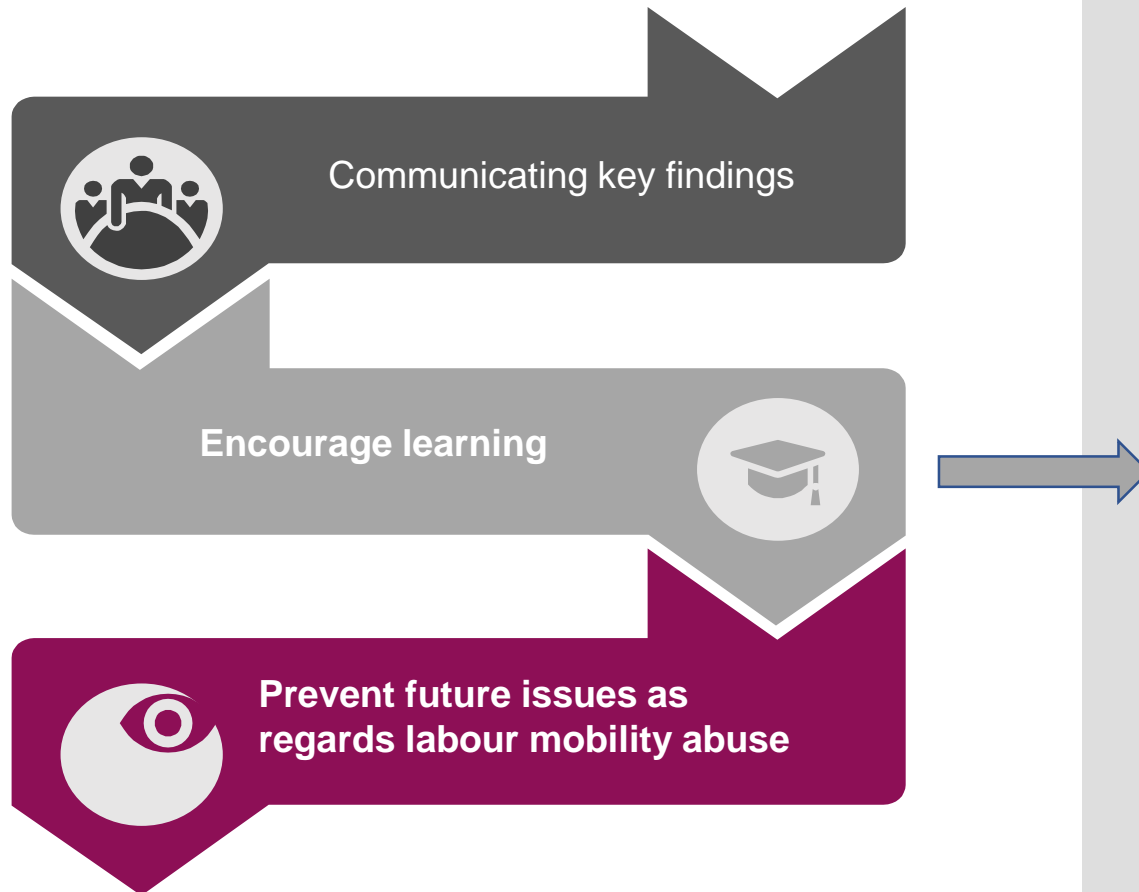 Communicating key findings
Encourage learning
Prevent future issues as
regards labour mobility abuse